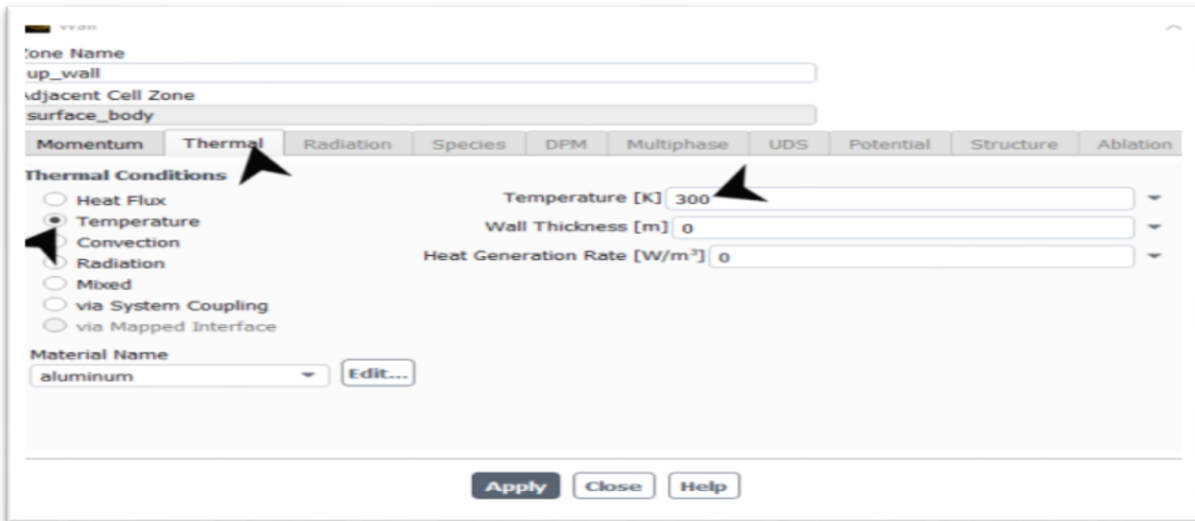 Wall
Zone Name
up_wall
Adjacent Cell Zone
surface_body
Momentum Thermal Radiation Species DPM Multiphase UDS Potential Structure Ablation
Thermal Conditions
Heat Flux
Temperature
Convection
Radiation
Mixed
via System Coupling
via Mapped Interface
Temperature [K] 300
Wall Thickness [m] 0
Heat Generation Rate [W/m³] 0
Material Name
aluminum Edit...
Apply Close Help